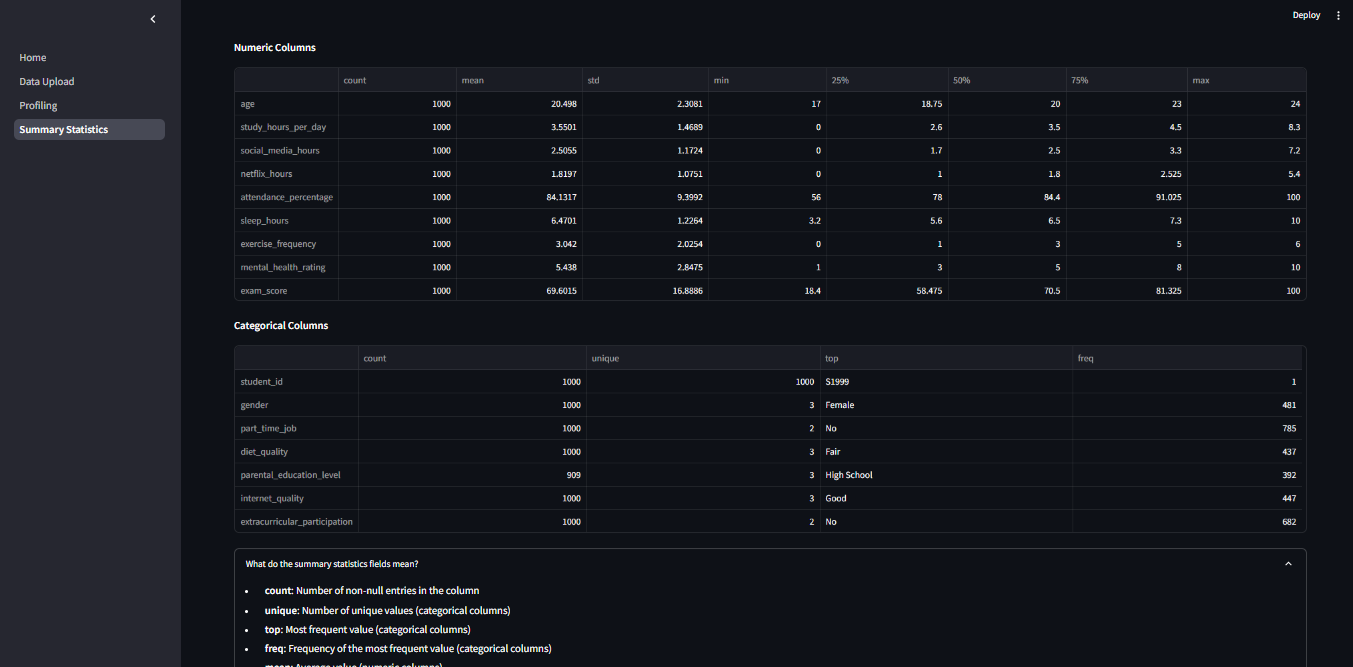 Deploy
Home
Data Upload
Profiling
Summary Statistics
Numeric Columns
count mean std min 25% 50% 75% max
age 1000 20.498 2.3081 17 18.75 20 23 24
study_hours_per_day 1000 3.5501 1.4689 0 2.6 3.5 4.5 8.3
social_media_hours 1000 2.5055 1.1724 0 1.7 2.5 3.3 7.2
netflix_hours 1000 1.8197 1.0751 0 1 1.8 2.525 5.4
attendance_percentage 1000 84.1317 9.3992 56 78 84.4 91.025 100
sleep_hours 1000 6.4701 1.2264 3.2 5.6 6.5 7.3 10
exercise_frequency 1000 3.042 2.0254 0 1 3 5 6
mental_health_rating 1000 5.438 2.8475 1 3 5 8 10
exam_score 1000 69.6015 16.8886 18.4 58.475 70.5 81.325 100
Categorical Columns
count unique top freq
student_id 1000 1000 S1999 1
gender 1000 3 Female 481
part_time_job 1000 2 No 785
diet_quality 1000 3 Fair 437
parental_education_level 909 3 High School 392
internet_quality 1000 3 Good 447
extracurricular_participation 1000 2 No 682
What do the summary statistics fields mean?
• count: Number of non-null entries in the column
• unique: Number of unique values (categorical columns)
• top: Most frequent value (categorical columns)
• freq: Frequency of the most frequent value (categorical columns)
mean: Average value (numeric columns)